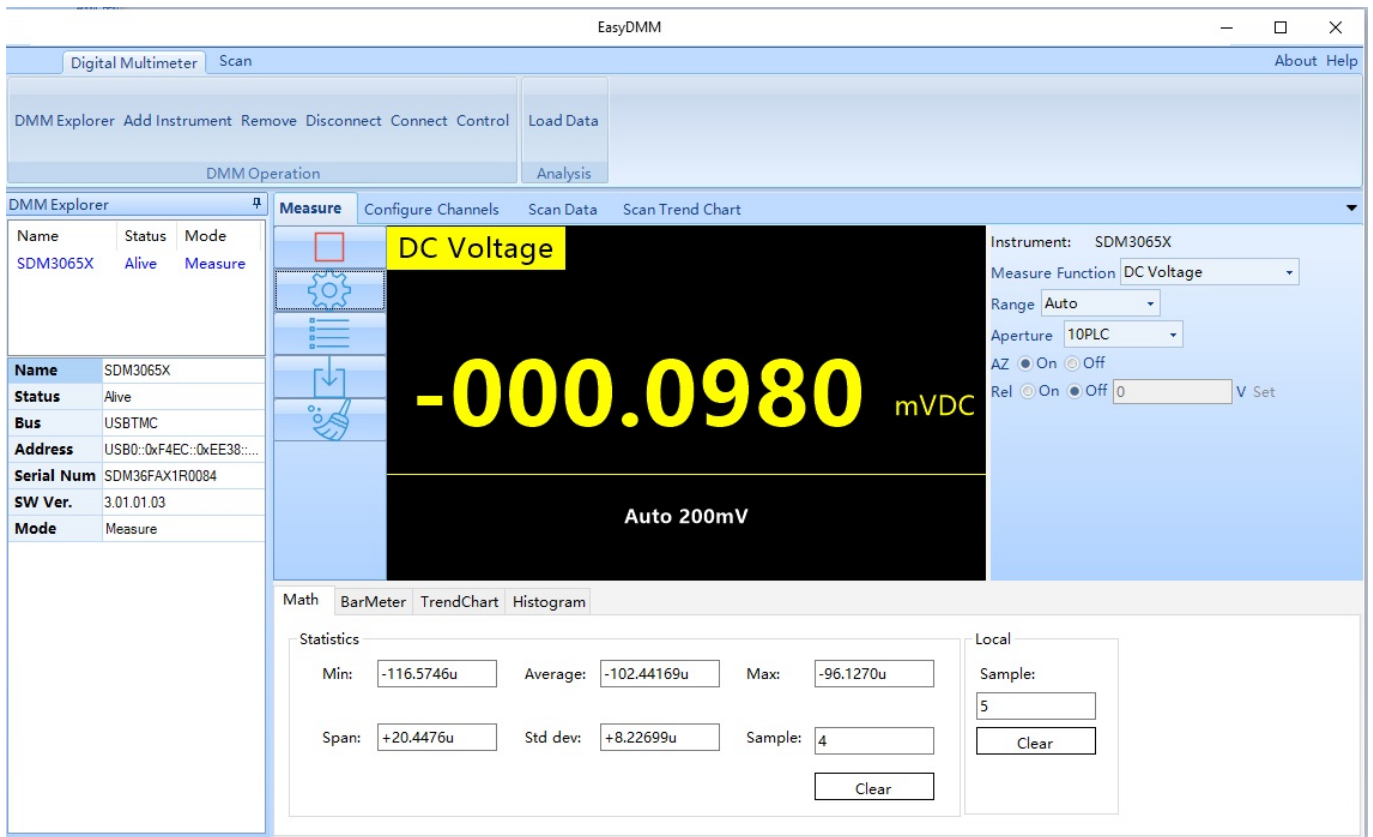 EasyDMM
Digital Multimeter Scan About Help
DMM Explorer Add Instrument Remove Disconnect Connect Control Load Data
DMM Operation Analysis
DMM Explorer
Name Status Mode
SDM3065X Alive Measure
Name SDM3065X
Status Alive
Bus USBTMC
Address USB0::0xF4EC::0xEE38::...
Serial Num SDM36FAX1R0084
SW Ver. 3.01.01.03
Mode Measure
Measure Configure Channels Scan Data Scan Trend Chart
DC Voltage
-000.0980 mVDC
Auto 200mV
Instrument: SDM3065X
Measure Function DC Voltage
Range Auto
Aperture 10PLC
AZ On Off
Rel On Off 0 V Set
Math BarMeter TrendChart Histogram
Statistics
Min: -116.5746u Average: -102.44169u Max: -96.1270u
Span: +20.4476u Std dev: +8.22699u Sample: 4
Clear
Local
Sample:
5
Clear